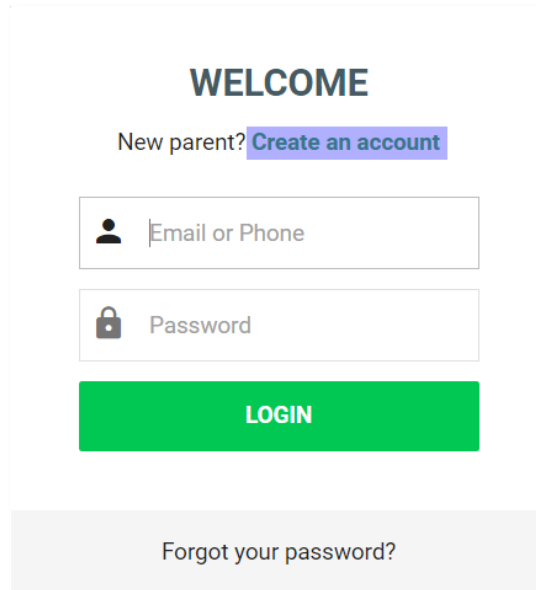 WELCOME
New parent? Create an account
Email or Phone
Password
LOGIN
Forgot your password?